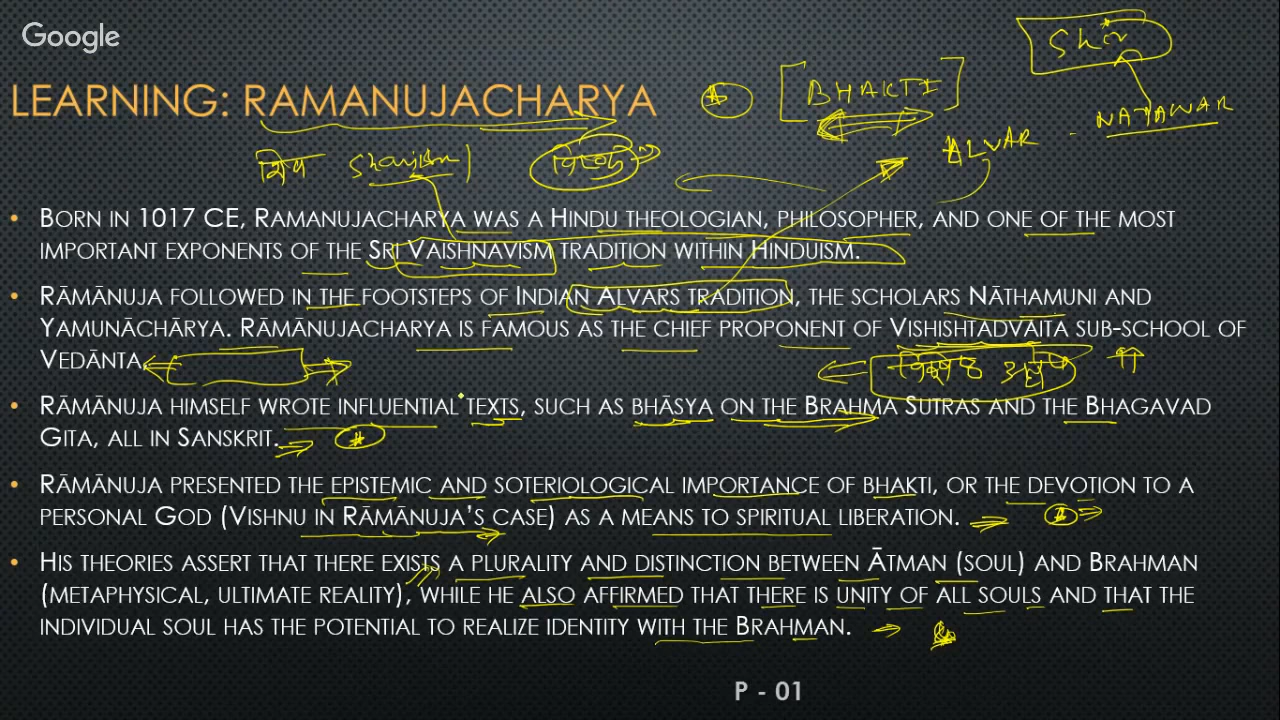 Google
Shiv
LEARNING: RAMANUJACHARYA
[BHAKTI]
ALVAR - NAYANAR
शिव
• BORN IN 1017 CE, RAMANUJACHARYA WAS A HINDU THEOLOGIAN, PHILOSOPHER, AND ONE OF THE MOST
IMPORTANT EXPONENTS OF THE SRI VAISHNAVISM TRADITION WITHIN HINDUISM.
• RĀMĀNUJA FOLLOWED IN THE FOOTSTEPS OF INDIAN ALVARS TRADITION, THE SCHOLARS NĀTHAMUNI AND
YAMUNĀCHĀRYA. RĀMĀNUJACHARYA IS FAMOUS AS THE CHIEF PROPONENT OF VISHISHTADVAITA SUB-SCHOOL OF
VEDĀNTA.
• RĀMĀNUJA HIMSELF WROTE INFLUENTIAL TEXTS, SUCH AS BHĀSYA ON THE BRAHMA SUTRAS AND THE BHAGAVAD
GITA, ALL IN SANSKRIT.
• RĀMĀNUJA PRESENTED THE EPISTEMIC AND SOTERIOLOGICAL IMPORTANCE OF BHAKTI, OR THE DEVOTION TO A
PERSONAL GOD (VISHNU IN RĀMĀNUJA'S CASE) AS A MEANS TO SPIRITUAL LIBERATION.
• HIS THEORIES ASSERT THAT THERE EXISTS A PLURALITY AND DISTINCTION BETWEEN ĀTMAN (SOUL) AND BRAHMAN
(METAPHYSICAL, ULTIMATE REALITY), WHILE HE ALSO AFFIRMED THAT THERE IS UNITY OF ALL SOULS AND THAT THE
INDIVIDUAL SOUL HAS THE POTENTIAL TO REALIZE IDENTITY WITH THE BRAHMAN.
P - 01